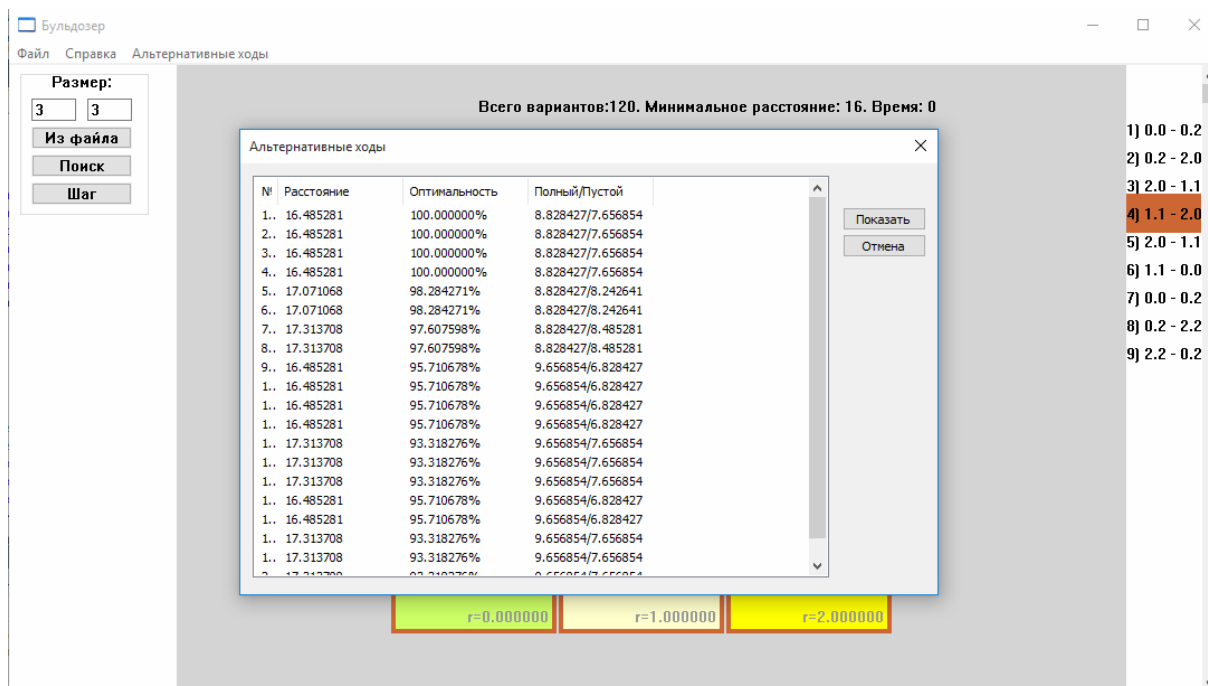 Бульдозер
Файл Справка Альтернативные ходы
Размер:
3 3
Из файла
Поиск
Шаг
Всего вариантов:120. Минимальное расстояние: 16. Время: 0
Альтернативные ходы
№ Расстояние Оптимальность Полный/Пустой
1.. 16.485281 100.000000% 8.828427/7.656854
2.. 16.485281 100.000000% 8.828427/7.656854
3.. 16.485281 100.000000% 8.828427/7.656854
4.. 16.485281 100.000000% 8.828427/7.656854
5.. 17.071068 98.284271% 8.828427/8.242641
6.. 17.071068 98.284271% 8.828427/8.242641
7.. 17.313708 97.607598% 8.828427/8.485281
8.. 17.313708 97.607598% 8.828427/8.485281
9.. 16.485281 95.710678% 9.656854/6.828427
1.. 16.485281 95.710678% 9.656854/6.828427
1.. 16.485281 95.710678% 9.656854/6.828427
1.. 16.485281 95.710678% 9.656854/6.828427
1.. 17.313708 93.318276% 9.656854/7.656854
1.. 17.313708 93.318276% 9.656854/7.656854
1.. 17.313708 93.318276% 9.656854/7.656854
1.. 16.485281 95.710678% 9.656854/6.828427
1.. 16.485281 95.710678% 9.656854/6.828427
1.. 17.313708 93.318276% 9.656854/7.656854
1.. 17.313708 93.318276% 9.656854/7.656854
Показать
Отмена
r=0.000000 r=1.000000 r=2.000000
1) 0.0 - 0.2
2) 0.2 - 2.0
3) 2.0 - 1.1
4) 1.1 - 2.0
5) 2.0 - 1.1
6) 1.1 - 0.0
7) 0.0 - 0.2
8) 0.2 - 2.2
9) 2.2 - 0.2